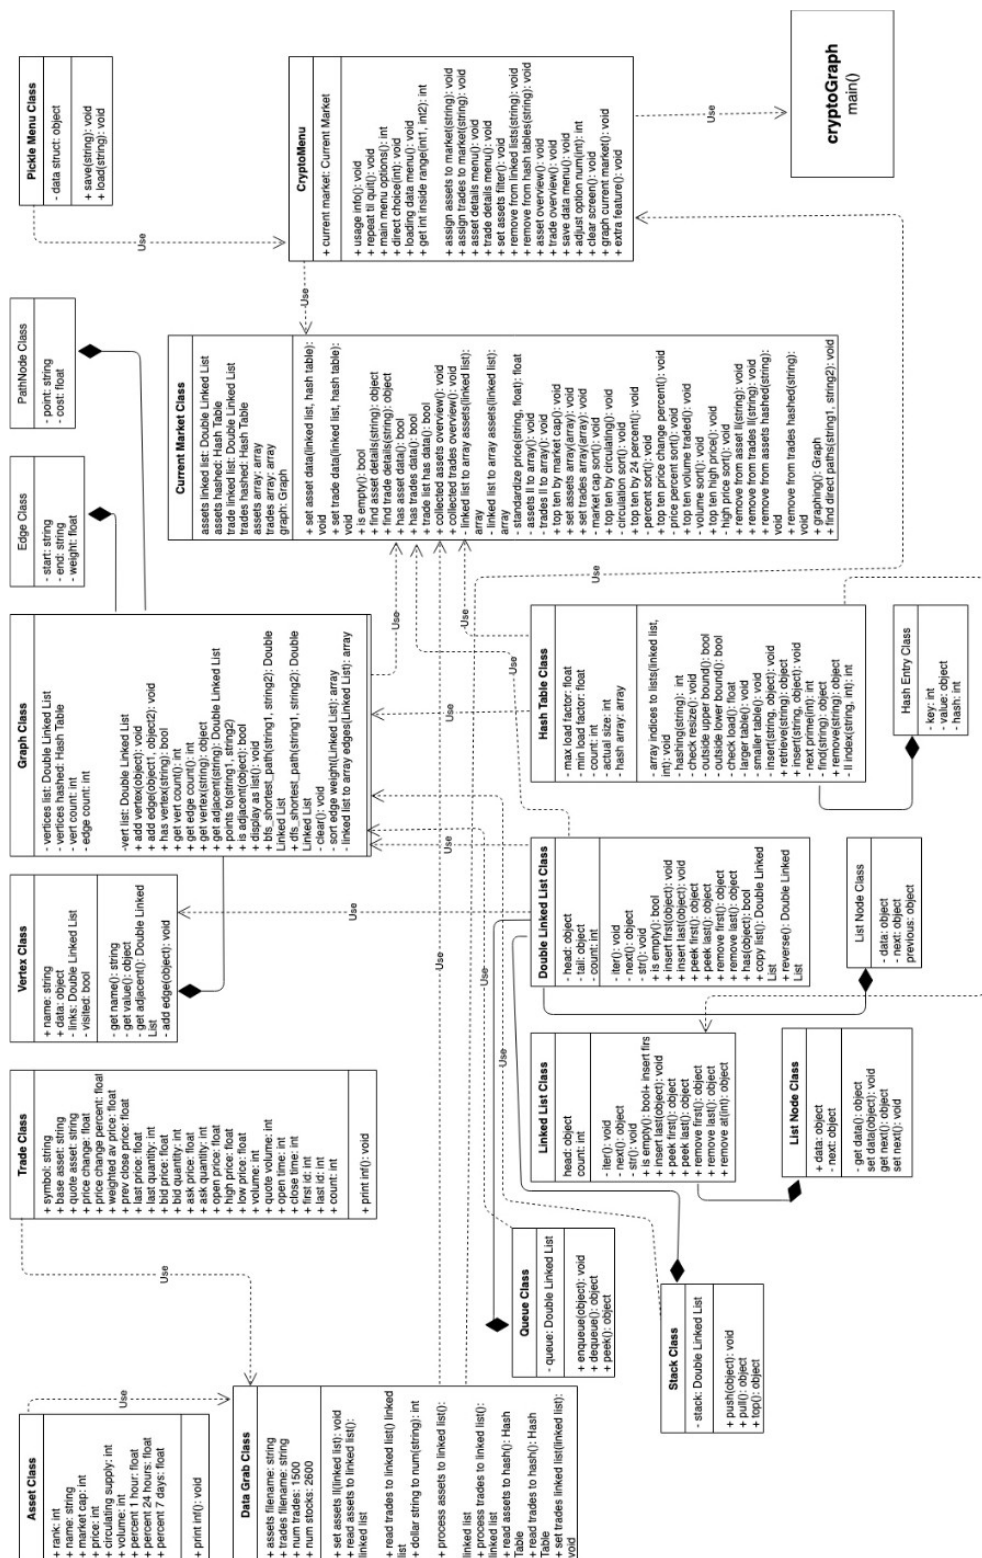 Asset Class
+ rank: int
+ name: string
+ market cap: int
+ price: int
+ circulating supply: int
+ volume: int
+ percent 1 hour: float
+ percent 24 hours: float
+ percent 7 days: float
+ print inf(): void
Use
Trade Class
+ symbol: string
+ base asset: string
+ quote asset: string
+ price change: float
+ price change percent: float
+ weighted av price: float
+ prev close price: float
+ last price: float
+ last quantity: int
+ bid price: float
+ bid quantity: int
+ ask price: float
+ ask quantity: int
+ open price: float
+ high price: float
+ low price: float
+ volume: int
+ quote volume: int
+ open time: int
+ close time: int
+ first id: int
+ last id: int
+ count: int
+ print inf(): void
Use
Vertex Class
+ name: string
+ data: object
- links: Double Linked List
- visited: bool
- get name(): string
- get value(): object
- get adjacent(): Double Linked
List
- add edge(object): void
Graph Class
- vertices list: Double Linked List
- vertices hashed: Hash Table
- vert count: int
- edge count: int
-vert list: Double Linked List
+ add vertex(object): void
+ add edge(object1, object2): void
+ has vertex(string): bool
+ get vert count(): int
+ get edge count(): int
+ get vertex(string): object
+ get adjacent(string): Double Linked List
+ points to(string1, string2)
+ is adjacent(object): bool
+ display as list(): void
+ bfs_shortest_path(string1, string2): Double
Linked List
+ dfs_shortest_path(string1, string2): Double
Linked List
- clear(): void
- sort edge weight(Linked List): array
- linked list to array edges(Linked List): array
Edge Class
- start: string
- end: string
- weight: float
PathNode Class
- point: string
- cost: float
Pickle Menu Class
- data struct: object
+ save(string): void
+ load(string): void
Use
Data Grab Class
+ assets filename: string
+ trades filename: string
+ num trades: 1500
+ num stocks: 2600
+ set assets ll(linked list): void
+ read assets to linked list():
linked list
+ read trades to linked list() linked
list
+ dollar string to num(string): int
+ process assets to linked list():
linked list
+ process trades to linked list():
linked list
+ read assets to hash(): Hash
Table
+ read trades to hash(): Hash
Table
+ set trades linked list(linked list):
void
Use
Use
Use
Use
Use
Use
Use
Use
Use
Use
Current Market Class
assets linked list: Double Linked List
assets hashed: Hash Table
trade linked list: Double Linked List
trades hashed: Hash Table
assets array: array
trades array: array
graph: Graph
+ set asset data(linked list, hash table):
void
+ set trade data(linked list, hash table):
void
+ is empty(): bool
+ find asset details(string): object
+ find trade details(string): object
+ has asset data(): bool
+ has trades data(): bool
+ trade list has data(): bool
+ collected assets overview(): void
+ collected trades overview(): void
- linked list to array assets(linked list):
array
- linked list to array assets(linked list):
array
- standardize price(string, float): float
- assets ll to array(): void
- trades ll to array(): void
+ top ten by market cap(): void
+ set assets array(array): void
+ set trades array(array): void
- market cap sort(): void
+ top ten by circulating(): void
- circulation sort(): void
+ top ten by 24 percent(): void
- percent sort(): void
+ top ten price change percent(): void
- price percent sort(): void
+ top ten volume traded(): void
- volume sort(): void
+ top ten high price(): void
- high price sort(): void
+ remove from asset ll(string): void
+ remove from trades ll(string): void
+ remove from assets hashed(string):
void
+ remove from trades hashed(string):
void
+ graphing(): Graph
+ find direct paths(string1, string2): void
Use
CryptoMenu
+ current market: Current Market
+ usage info(): void
+ repeat til quit(): void
+ main menu options(): int
+ direct choice(int): void
+ loading data menu(): void
+ get int inside range(int1, int2): int
+ assign assets to market(string): void
+ assign trades to market(string): void
+ asset details menu(): void
+ trade details menu(): void
+ set assets filter(): void
+ remove from linked lists(string): void
+ remove from hash tables(string): void
+ asset overview(): void
+ trade overview(): void
+ save data menu(): void
+ adjust option num(int): int
+ clear screen(): void
+ graph current market(): void
+ extra feature(): void
Use
Queue Class
- queue: Double Linked List
+ enqueue(object): void
+ dequeue(): object
+ peek(): object
Stack Class
- stack: Double Linked List
+ push(object): void
+ pull(): object
+ top(): object
Linked List Class
head: object
count: int
- iter(): void
- next(): object
- str(): void
+ is empty(): bool+ insert firs
+ insert last(object): void
+ peek first(): object
+ peek last(): object
+ remove first(): object
+ remove last(): object
+ remove at(int): object
List Node Class
+ data: object
- next: object
- get data(): object
set data(object): void
get next(): object
set next(): void
Double Linked List Class
- head: object
- tail: object
- count: int
- iter(): void
- next(): object
- str(): void
+ is empty(): bool
+ insert first(object): void
+ insert last(object): void
+ peek first(): object
+ peek last(): object
+ remove first(): object
+ remove last(): object
+ has(object): bool
+ copy list(): Double Linked
List
+ reverse(): Double Linked
List
List Node Class
- data: object
- next: object
previous: object
Hash Table Class
- max load factor: float
- min load factor: float
count: int
actual size: int
- hash array: array
- array indices to lists(linked list,
int): void
- hashing(string): int
- check resize(): void
- outside upper bound(): bool
- outside lower bound(): bool
- check load(): float
- larger table(): void
- smaller table(): void
- insert(string, object): void
+ retrieve(string): object
+ insert(string, object): void
- next prime(int): int
- find(string): object
+ remove(string): object
- ll index(string, int): int
Hash Entry Class
- key: int
- value: object
- hash: int
cryptoGraph
main()